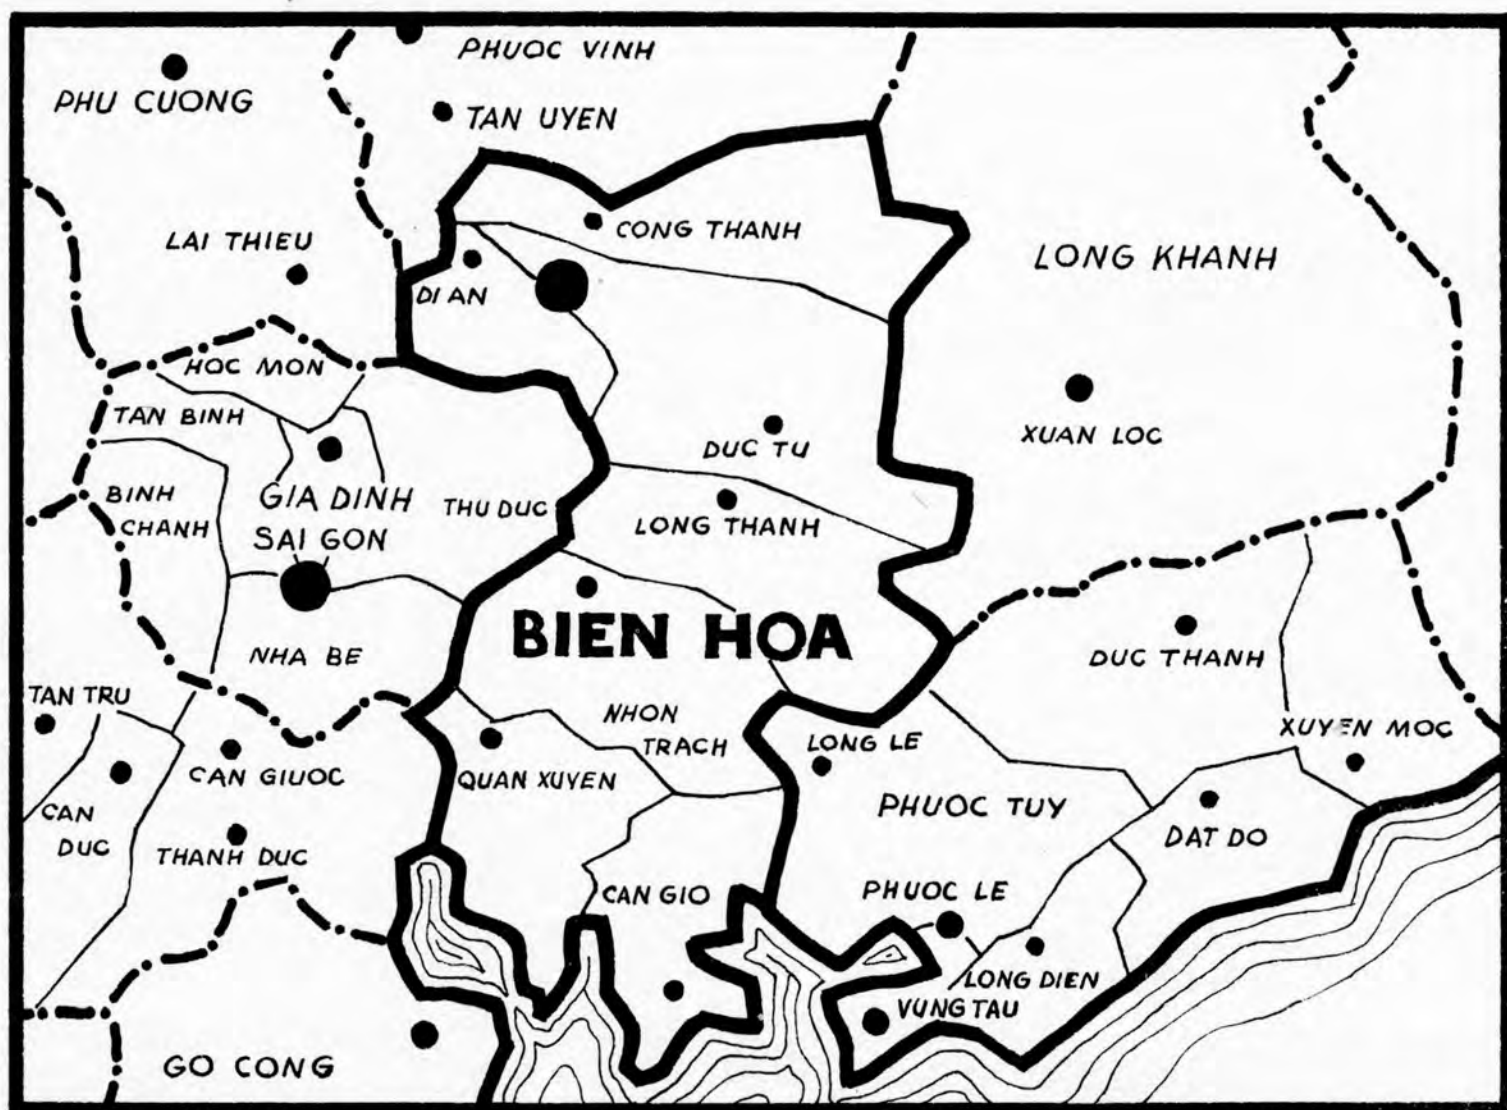 PHUOC VINH
PHU CUONG
TAN UYEN
LAI THIEU
CONG THANH
LONG KHANH
DI AN
HOC MON
TAN BINH
DUC TU
XUAN LOC
BINH
CHANH
GIA DINH
SAI GON
THU DUC
LONG THANH
BIEN HOA
NHA BE
DUC THANH
TAN TRU
NHON
TRACH
LONG LE
XUYEN MOC
CAN GIUOC
QUAN XUYEN
PHUOC TUY
CAN
DUC
THANH DUC
DAT DO
CAN GIO
PHUOC LE
LONG DIEN
VUNG TAU
GO CONG